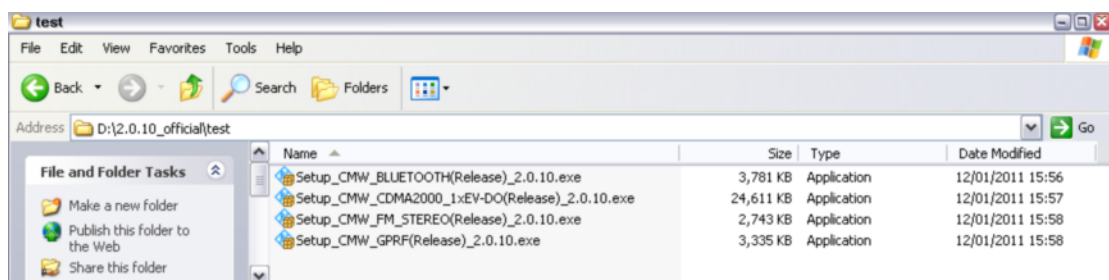 test
File Edit View Favorites Tools Help
Back Search Folders
Address D:\2.0.10_official\test Go
File and Folder Tasks
Make a new folder
Publish this folder to
the Web
Share this folder
Name Size Type Date Modified
Setup_CMW_BLUETOOTH(Release)_2.0.10.exe 3,781 KB Application 12/01/2011 15:56
Setup_CMW_CDMA2000_1xEV-DO(Release)_2.0.10.exe 24,611 KB Application 12/01/2011 15:57
Setup_CMW_FM_STEREO(Release)_2.0.10.exe 2,743 KB Application 12/01/2011 15:58
Setup_CMW_GPRF(Release)_2.0.10.exe 3,335 KB Application 12/01/2011 15:58